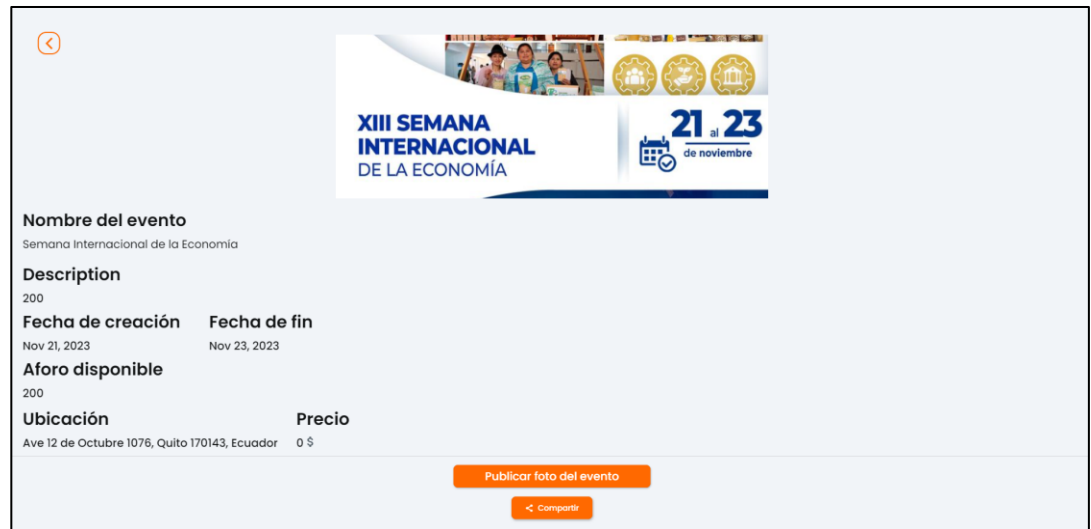 XIII SEMANA
INTERNACIONAL
DE LA ECONOMÍA
21 al 23
de noviembre
Nombre del evento
Semana Internacional de la Economía
Description
200
Fecha de creación Fecha de fin
Nov 21, 2023 Nov 23, 2023
Aforo disponible
200
Ubicación Precio
Ave 12 de Octubre 1076, Quito 170143, Ecuador 0 $
Publicar foto del evento
Compartir